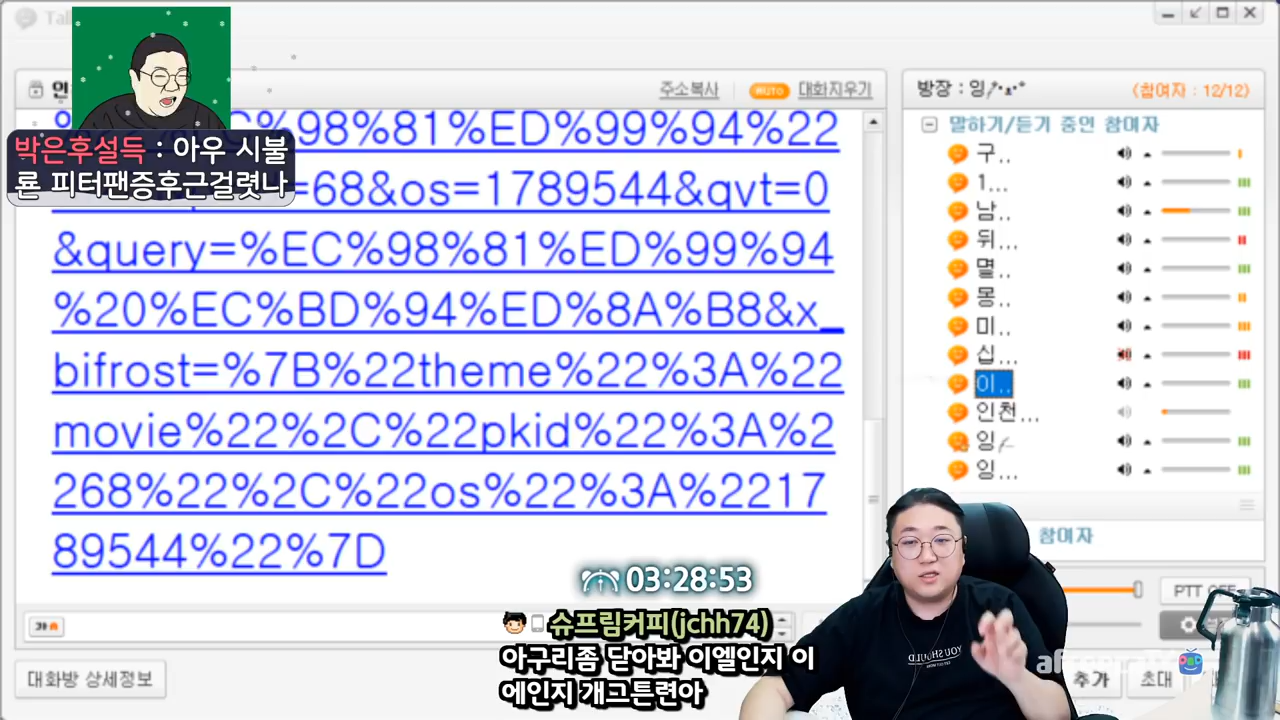 박은후설득 : 아우 시불
룐 피터팬증후근걸렷나
주소복사
AUTO
대화지우기
%98%81%ED%99%94%22
=68&os=1789544&qvt=0
&query=%EC%98%81%ED%99%94
%20%EC%BD%94%ED%8A%B8&x_
bifrost=%7B%22theme%22%3A%22
movie%22%2C%22pkid%22%3A%2
268%22%2C%22os%22%3A%2217
89544%22%7D
방장 : 잉
(참여자 : 12/12)
말하기/듣기 중인 참여자
구..
1...
남..
뒤...
멸..
몽..
미..
십...
이..
인천...
잉
잉...
참여자
PTT OFF
03:28:53
슈프림커피(jchh74)
아구리좀 닫아봐 이엘인지 이
에인지 개그튼련아
대화방 상세정보
추가
초대
YOU SHOULD